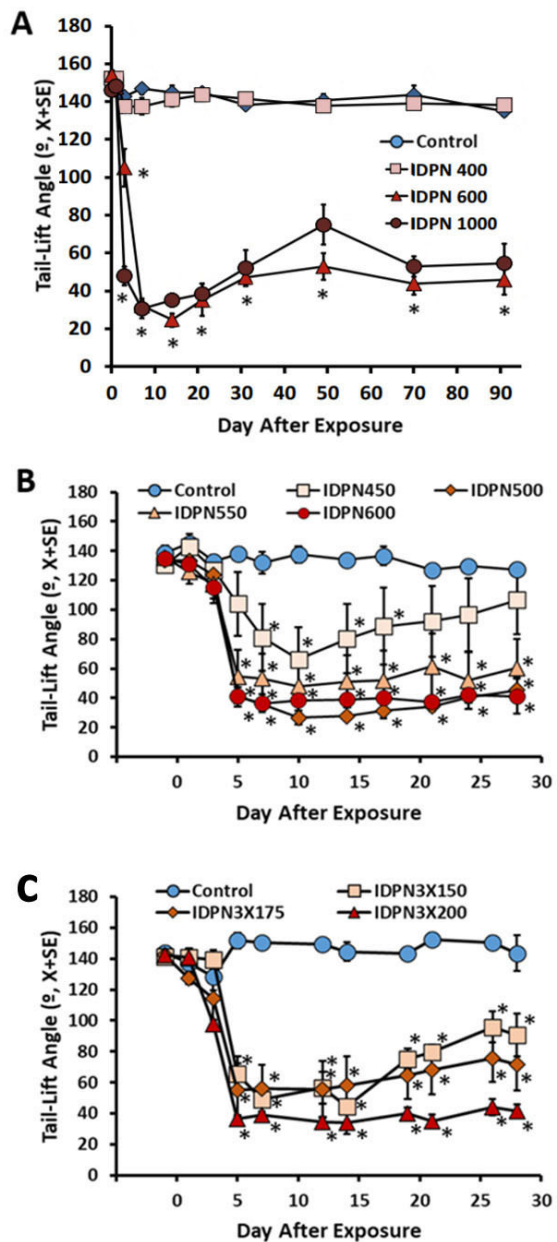 A
180
160
140
120
100
80
60
40
20
0
Tail-Lift Angle (º, X+SE)
Control
IDPN 400
IDPN 600
IDPN 1000
*
* * * * * * * *
0 10 20 30 40 50 60 70 80 90
Day After Exposure
B
Control IDPN450 IDPN500
IDPN550 IDPN600
180
160
140
120
100
80
60
40
20
0
Tail-Lift Angle (º, X+SE)
0 5 10 15 20 25 30
Day After Exposure
C
Control IDPN3X150
IDPN3X175 IDPN3X200
180
160
140
120
100
80
60
40
20
0
Tail-Lift Angle (º, X+SE)
0 5 10 15 20 25 30
Day After Exposure